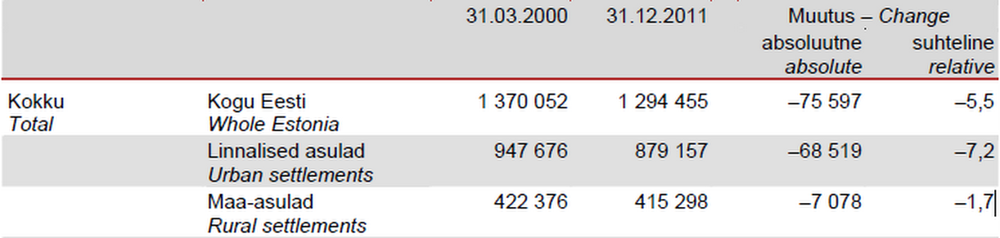 31.03.2000 31.12.2011 Muutus – Change
absoluutne suhteline
absolute relative
Kokku Kogu Eesti 1 370 052 1 294 455 –75 597 –5,5
Total Whole Estonia
Linnalised asulad 947 676 879 157 –68 519 –7,2
Urban settlements
Maa-asulad 422 376 415 298 –7 078 –1,7
Rural settlements